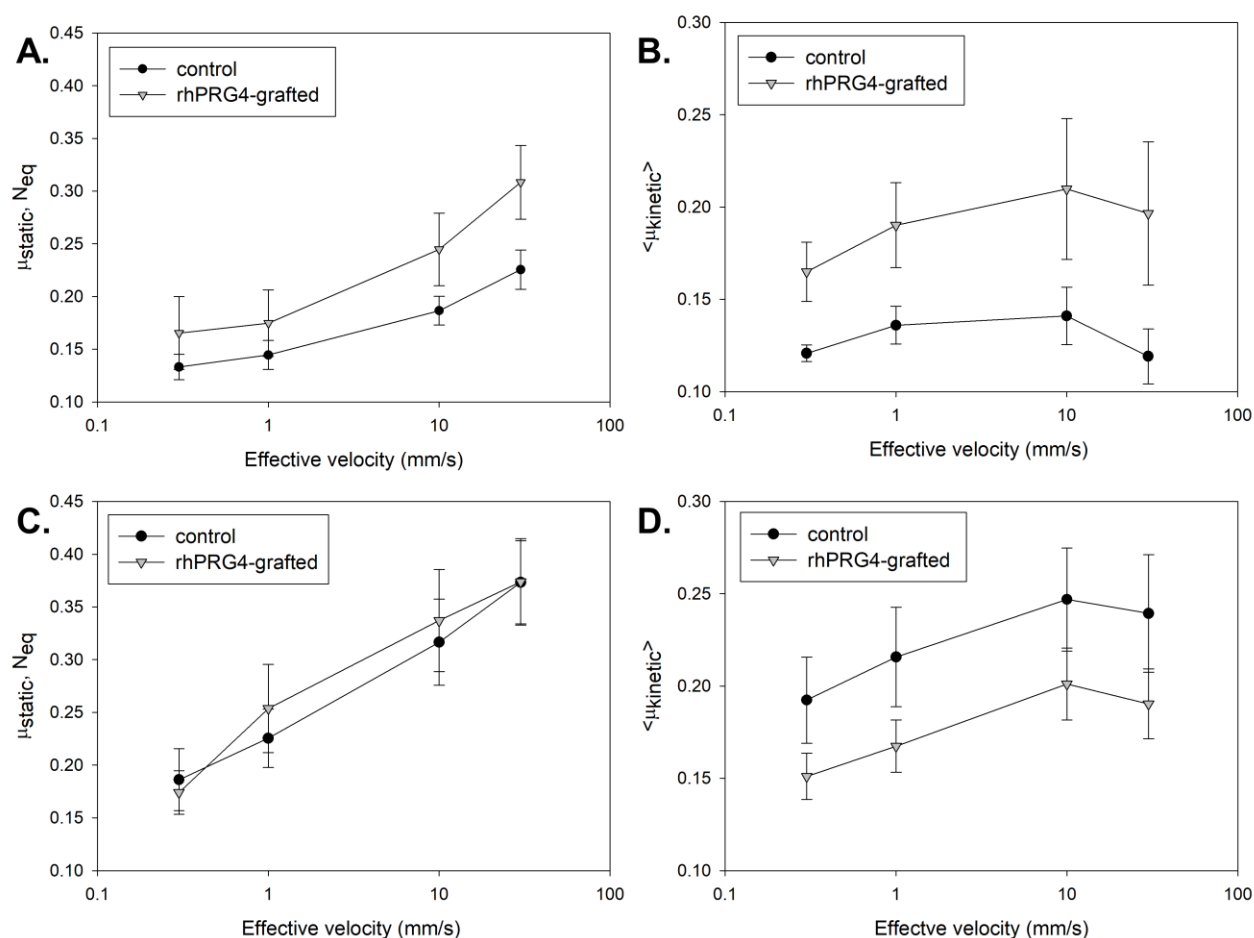 A.
control
rhPRG4-grafted
0.45
0.40
0.35
0.30
0.25
0.20
0.15
0.10
μstatic, Neq
0.1 1 10 100
Effective velocity (mm/s)
B.
control
rhPRG4-grafted
0.30
0.25
0.20
0.15
0.10
<μkinetic>
0.1 1 10 100
Effective velocity (mm/s)
C.
control
rhPRG4-grafted
0.45
0.40
0.35
0.30
0.25
0.20
0.15
0.10
μstatic, Neq
0.1 1 10 100
Effective velocity (mm/s)
D.
control
rhPRG4-grafted
0.30
0.25
0.20
0.15
0.10
<μkinetic>
0.1 1 10 100
Effective velocity (mm/s)